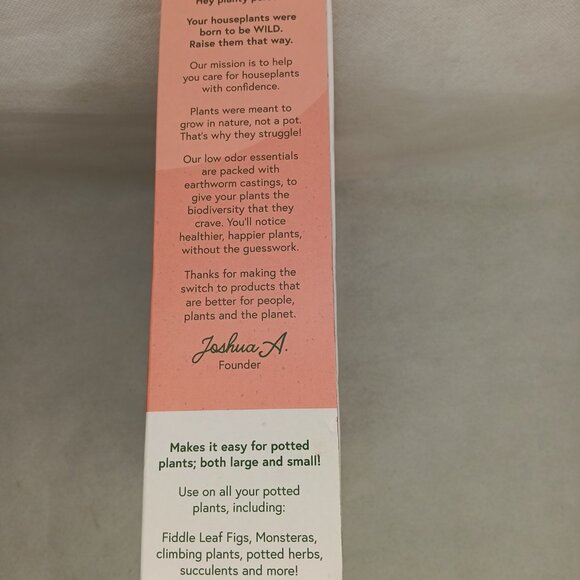 Hey planty
Your houseplants were
born to be WILD.
Raise them that way.
Our mission is to help
you care for houseplants
with confidence.
Plants were meant to
grow in nature, not a pot.
That's why they struggle!
Our low odor essentials
are packed with
earthworm castings, to
give your plants the
biodiversity that they
crave. You'll notice
healthier, happier plants,
without the guesswork.
Thanks for making the
switch to products that
are better for people,
plants and the planet.
Joshua A.
Founder
Makes it easy for potted
plants; both large and small!
Use on all your potted
plants, including:
Fiddle Leaf Figs, Monsteras,
climbing plants, potted herbs,
succulents and more!